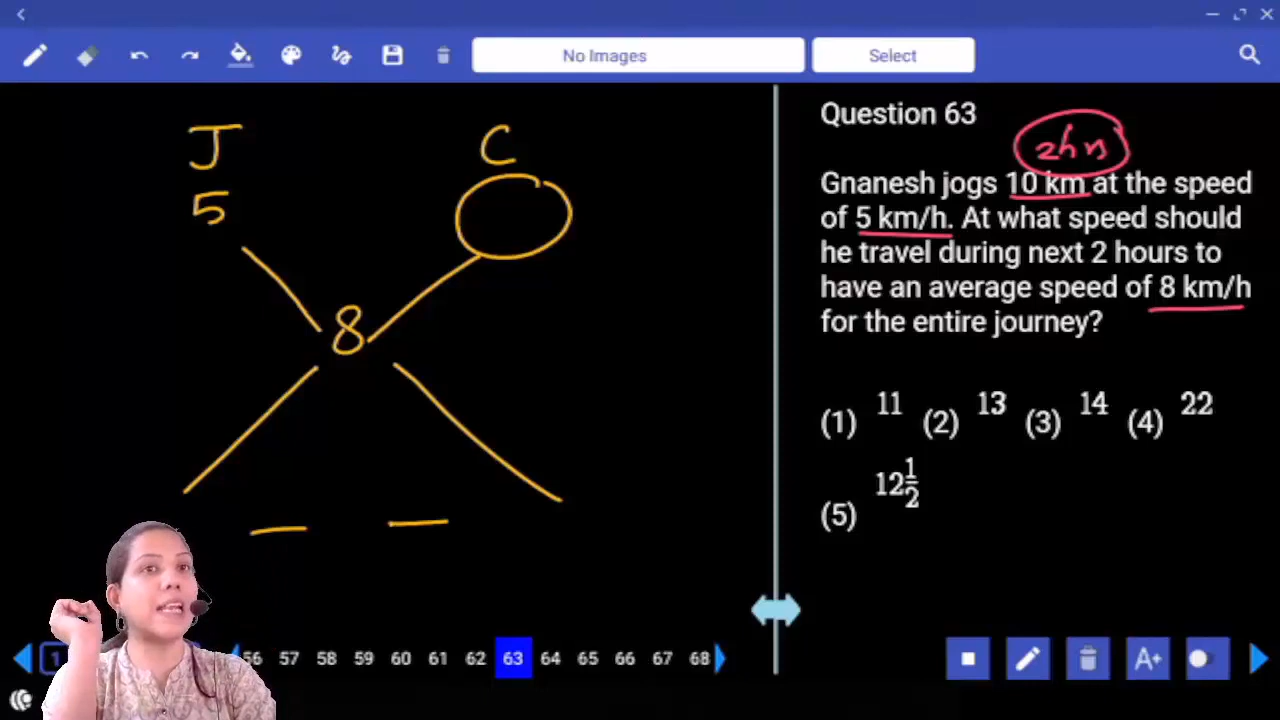 No Images
Select
J
C
5
8
Question 63
2hrs
Gnanesh jogs 10 km at the speed
of 5 km/h. At what speed should
he travel during next 2 hours to
have an average speed of 8 km/h
for the entire journey?
(1) 11 (2) 13 (3) 14 (4) 22
(5) 12½
1 56 57 58 59 60 61 62 63 64 65 66 67 68
A+